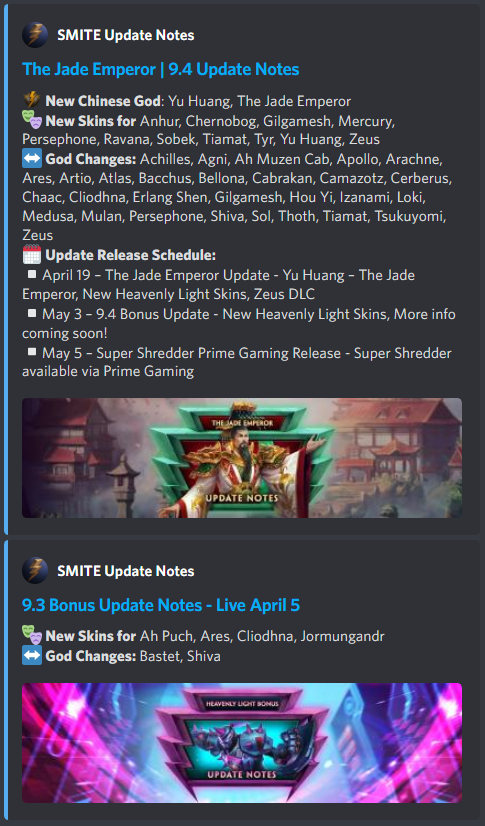 SMITE Update Notes
The Jade Emperor | 9.4 Update Notes
New Chinese God: Yu Huang, The Jade Emperor
New Skins for Anhur, Chernobog, Gilgamesh, Mercury,
Persephone, Ravana, Sobek, Tiamat, Tyr, Yu Huang, Zeus
God Changes: Achilles, Agni, Ah Muzen Cab, Apollo, Arachne,
Ares, Artio, Atlas, Bacchus, Bellona, Cabrakan, Camazotz, Cerberus,
Chaac, Cliodhna, Erlang Shen, Gilgamesh, Hou Yi, Izanami, Loki,
Medusa, Mulan, Persephone, Shiva, Sol, Thoth, Tiamat, Tsukuyomi,
Zeus
Update Release Schedule:
April 19 – The Jade Emperor Update - Yu Huang – The Jade
Emperor, New Heavenly Light Skins, Zeus DLC
May 3 – 9.4 Bonus Update - New Heavenly Light Skins, More info
coming soon!
May 5 – Super Shredder Prime Gaming Release - Super Shredder
available via Prime Gaming
THE JADE EMPEROR
UPDATE NOTES
SMITE Update Notes
9.3 Bonus Update Notes - Live April 5
New Skins for Ah Puch, Ares, Cliodhna, Jormungandr
God Changes: Bastet, Shiva
HEAVENLY LIGHT BONUS
UPDATE NOTES